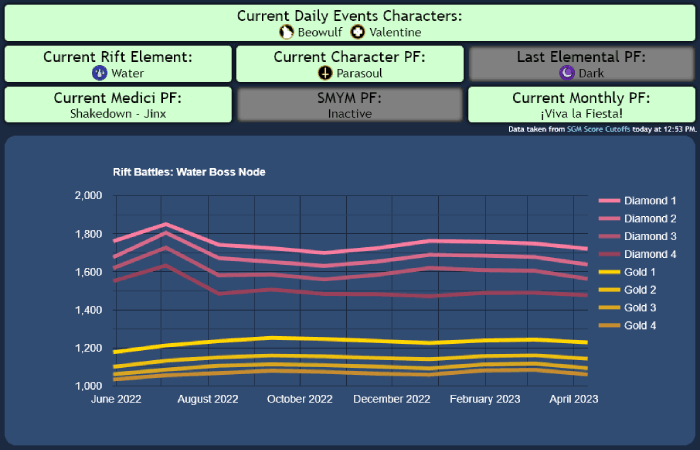 Current Daily Events Characters:
Beowulf Valentine
Current Rift Element:
Water
Current Character PF:
Parasoul
Last Elemental PF:
Dark
Current Medici PF:
Shakedown - Jinx
SMYM PF:
Inactive
Current Monthly PF:
¡Viva la Fiesta!
Data taken from SGM Score Cutoffs today at 12:53 PM.
Rift Battles: Water Boss Node
2,000
1,800
1,600
1,400
1,200
1,000
June 2022 August 2022 October 2022 December 2022 February 2023 April 2023
Diamond 1
Diamond 2
Diamond 3
Diamond 4
Gold 1
Gold 2
Gold 3
Gold 4